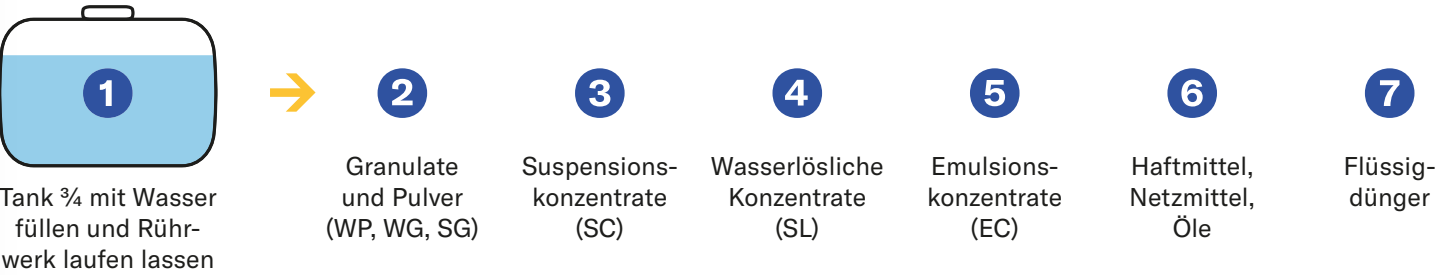 1
Tank ¾ mit Wasser
füllen und Rühr-
werk laufen lassen
2
Granulate
und Pulver
(WP, WG, SG)
3
Suspensions-
konzentrate
(SC)
4
Wasserlösliche
Konzentrate
(SL)
5
Emulsions-
konzentrate
(EC)
6
Haftmittel,
Netzmittel,
Öle
7
Flüssig-
dünger